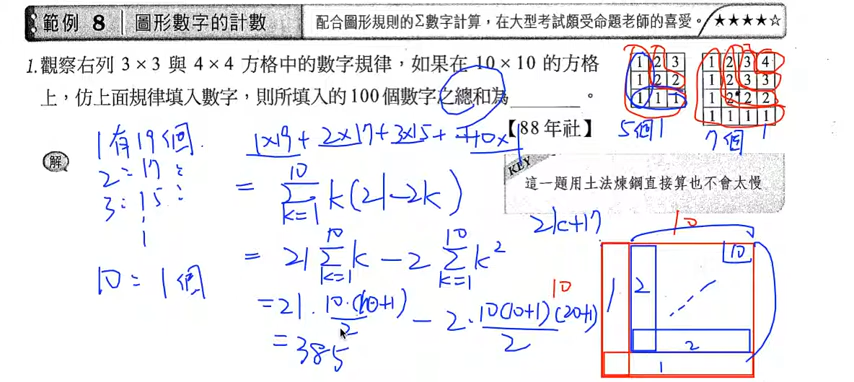 範例 8 圖形數字的計數 配合圖形規則的Σ數字計算，在大型考試頗受命題老師的喜愛。 ★★★★☆
1.觀察右列 3×3 與 4×4 方格中的數字規律，如果在 10×10 的方格
上，仿上面規律填入數字，則所填入的100個數字之總和為________。
【88年社】
1 2 3
1 2 2
1 1 1
5個1
1 2 3 4
1 2 3 3
1 2 2 2
1 1 1 1
7個1
解
1有19個
2=17
3=15
1
10=1個
KEY
這一題用土法煉鋼直接算也不會太慢
1×19+2×17+3×15+
10×1
=Σ k(21-2k)
10
k=1
2k+17
=21 Σ k - 2 Σ k²
10 10
k=1 k=1
=21·10·(10+1)/2 - 2·10(10+1)(20+1)/2
10
=385
10
10
1
2
2
1